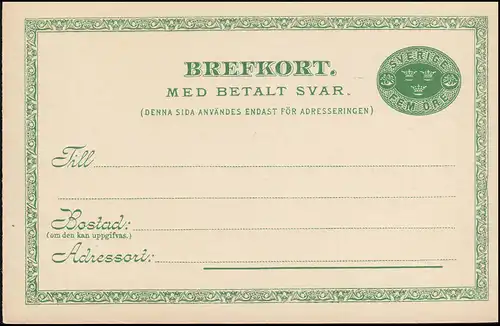 BREFKORT.
MED BETALT SVAR.
(DENNA SIDA ANVÄNDES ENDAST FÖR ADRESSERINGEN)
SVERIGE
FEM ÖRE
Till
Bostad:
(om den kan uppgifvas.)
Adressort: